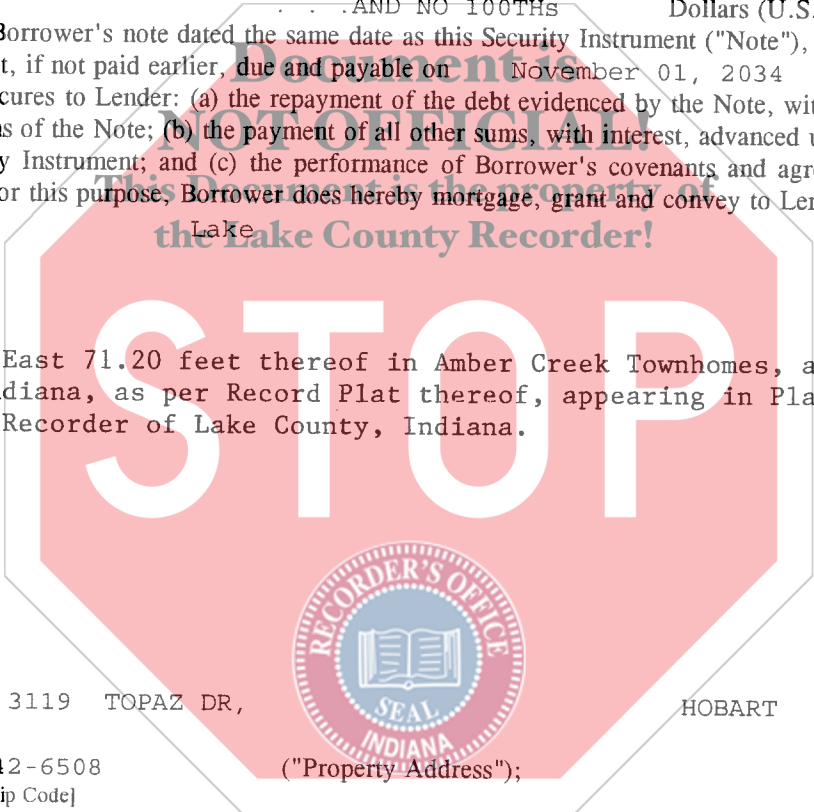 . . .AND NO 100THs Dollars (U.S.
Borrower's note dated the same date as this Security Instrument ("Note"),
t, if not paid earlier, due and payable on November 01, 2034
cures to Lender: (a) the repayment of the debt evidenced by the Note, wit
s of the Note; (b) the payment of all other sums, with interest, advanced u
y Instrument; and (c) the performance of Borrower's covenants and agre
or this purpose, Borrower does hereby mortgage, grant and convey to Len
Lake
Document is
NOT OFFICIAL!
This Document is the property of
the Lake County Recorder!
STOP
East 71.20 feet thereof in Amber Creek Townhomes, a
diana, as per Record Plat thereof, appearing in Pla
Recorder of Lake County, Indiana.
RECORDER'S OFFICE
SEAL
INDIANA
3119 TOPAZ DR, HOBART
42-6508 ("Property Address");
ip Code]